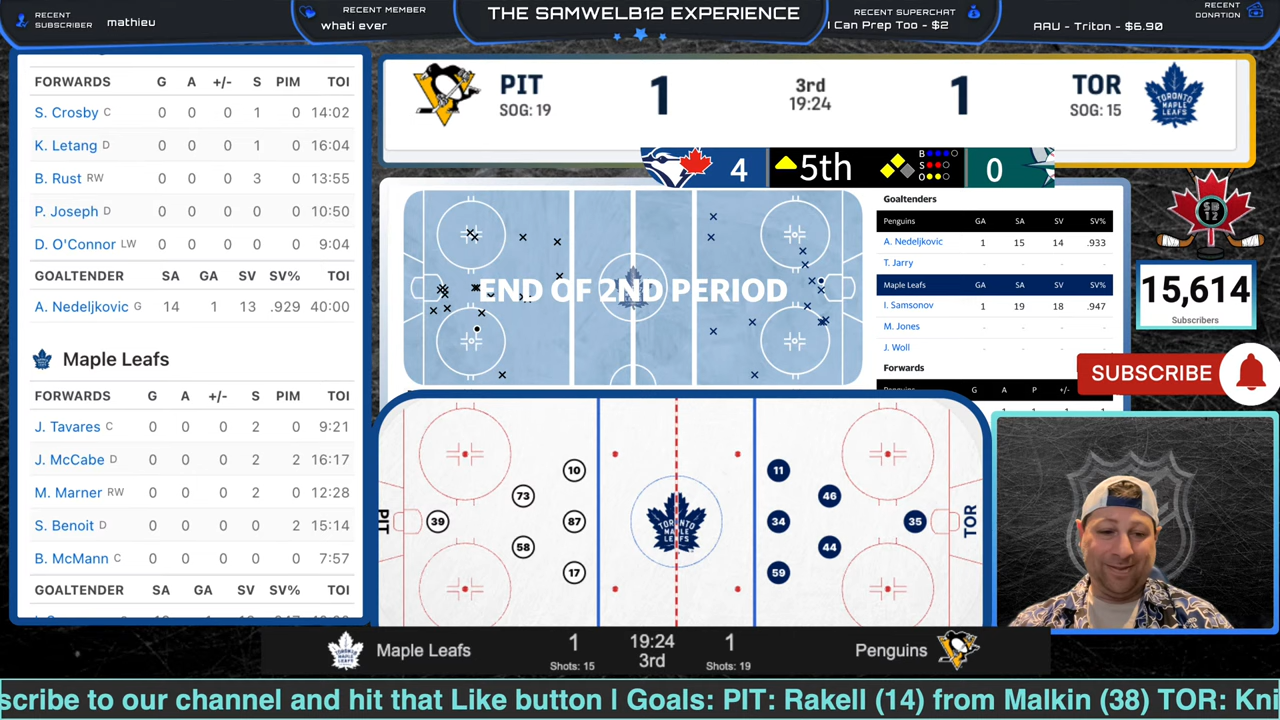 RECENT
SUBSCRIBER
mathieu
RECENT MEMBER
whati ever
THE SAMWELB12 EXPERIENCE
RECENT SUPERCHAT
I Can Prep Too - $2
AAU - Triton - $6.90
RECENT
DONATION
FORWARDS G A +/- S PIM TOI
S. Crosby C 0 0 0 1 0 14:02
K. Letang D 0 0 0 1 0 16:04
B. Rust RW 0 0 0 3 0 13:55
P. Joseph D 0 0 0 0 0 10:50
D. O'Connor LW 0 0 0 0 0 9:04
GOALTENDER SA GA SV SV% TOI
A. Nedeljkovic G 14 1 13 .929 40:00
Maple Leafs
FORWARDS G A +/- S PIM TOI
J. Tavares C 0 0 0 2 0 9:21
J. McCabe D 0 0 0 2 2 16:17
M. Marner RW 0 0 0 2 0 12:28
S. Benoit D 0 0 0 0 2 15:14
B. McMann C 0 0 0 0 0 7:57
GOALTENDER SA GA SV SV% TOI
PIT 1 3rd 1 TOR
SOG: 19 19:24 SOG: 15
4 5th B S O 0
END OF 2ND PERIOD
Goaltenders
Penguins GA SA SV SV%
A. Nedeljkovic 1 15 14 .933
T. Jarry - - - -
Maple Leafs GA SA SV SV%
I. Samsonov 1 19 18 .947
M. Jones - - - -
J. Woll - - - -
Forwards
Penguins G A P +/-
SB
12
15,614
Subscribers
SUBSCRIBE
PIT
39
73
58
10
87
17
TORONTO
MAPLE
LEAFS
11
34
59
46
44
35
TOR
Maple Leafs 1 19:24 1 Penguins
Shots: 15 3rd Shots: 19
scribe to our channel and hit that Like button | Goals: PIT: Rakell (14) from Malkin (38) TOR: Kni